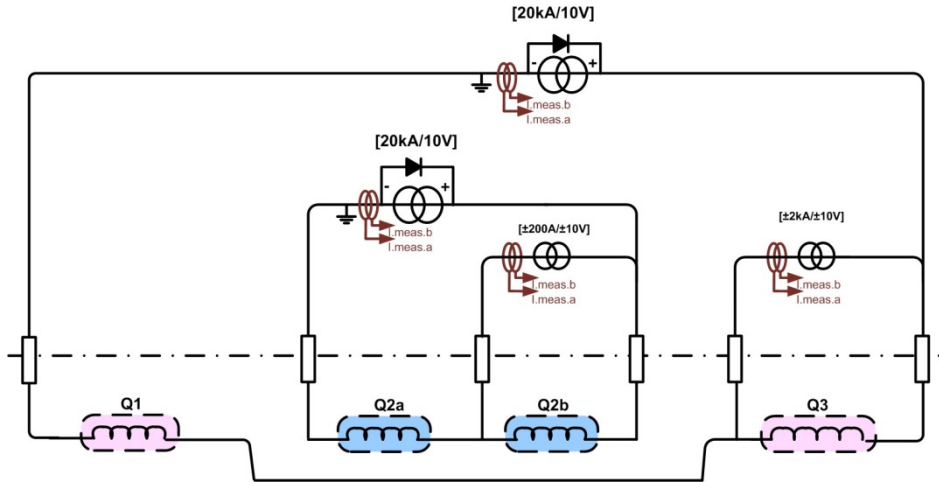 [20kA/10V]
- +
I.meas.b
I.meas.a
[20kA/10V]
- +
I.meas.b
I.meas.a
[±200A/±10V]
I.meas.b
I.meas.a
[±2kA/±10V]
I.meas.b
I.meas.a
Q1
Q2a
Q2b
Q3